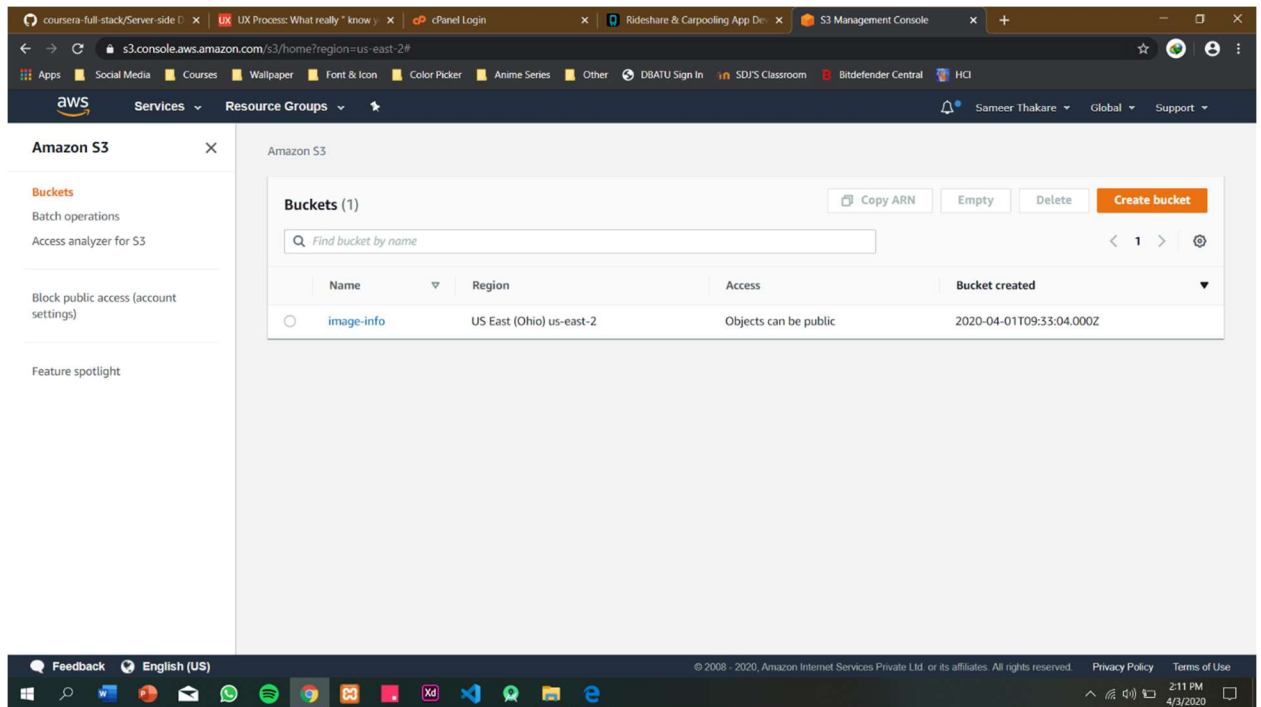 coursera-full-stack/Server-side D
UX UX Process: What really " know y
cP cPanel Login
Rideshare & Carpooling App Dev
S3 Management Console
s3.console.aws.amazon.com/s3/home?region=us-east-2#
Apps Social Media Courses Wallpaper Font & Icon Color Picker Anime Series Other DBATU Sign In in SDJ'S Classroom B Bitdefender Central HCI
aws Services Resource Groups Sameer Thakare Global Support
Amazon S3
Buckets
Batch operations
Access analyzer for S3
Block public access (account
settings)
Feature spotlight
Amazon S3
Buckets (1) Copy ARN Empty Delete Create bucket
Find bucket by name 1
Name Region Access Bucket created
image-info US East (Ohio) us-east-2 Objects can be public 2020-04-01T09:33:04.000Z
Feedback English (US) © 2008 - 2020, Amazon Internet Services Private Ltd. or its affiliates. All rights reserved. Privacy Policy Terms of Use
Xd
2:11 PM
4/3/2020